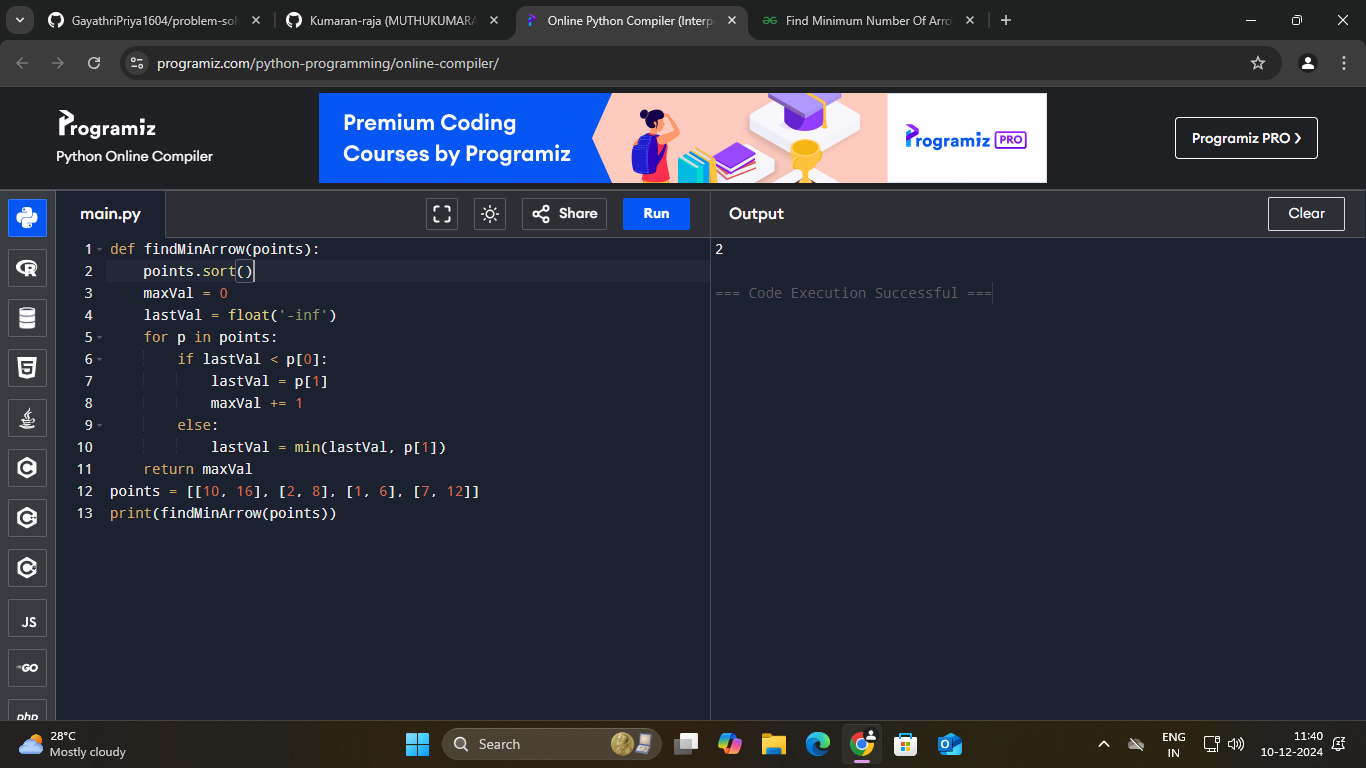 GayathriPriya1604/problem-sol
Kumaran-raja (MUTHUKUMARA
Online Python Compiler (Interp
Find Minimum Number Of Arro
programiz.com/python-programming/online-compiler/
Programiz
Python Online Compiler
Premium Coding
Courses by Programiz
Programiz PRO
Programiz PRO ❯
main.py
Share
Run
Output
Clear
1 def findMinArrow(points):
2     points.sort()
3     maxVal = 0
4     lastVal = float('-inf')
5     for p in points:
6         if lastVal < p[0]:
7             lastVal = p[1]
8             maxVal += 1
9         else:
10             lastVal = min(lastVal, p[1])
11     return maxVal
12 points = [[10, 16], [2, 8], [1, 6], [7, 12]]
13 print(findMinArrow(points))
2
=== Code Execution Successful ===
JS
GO
php
28°C
Mostly cloudy
Search
ENG
IN
11:40
10-12-2024